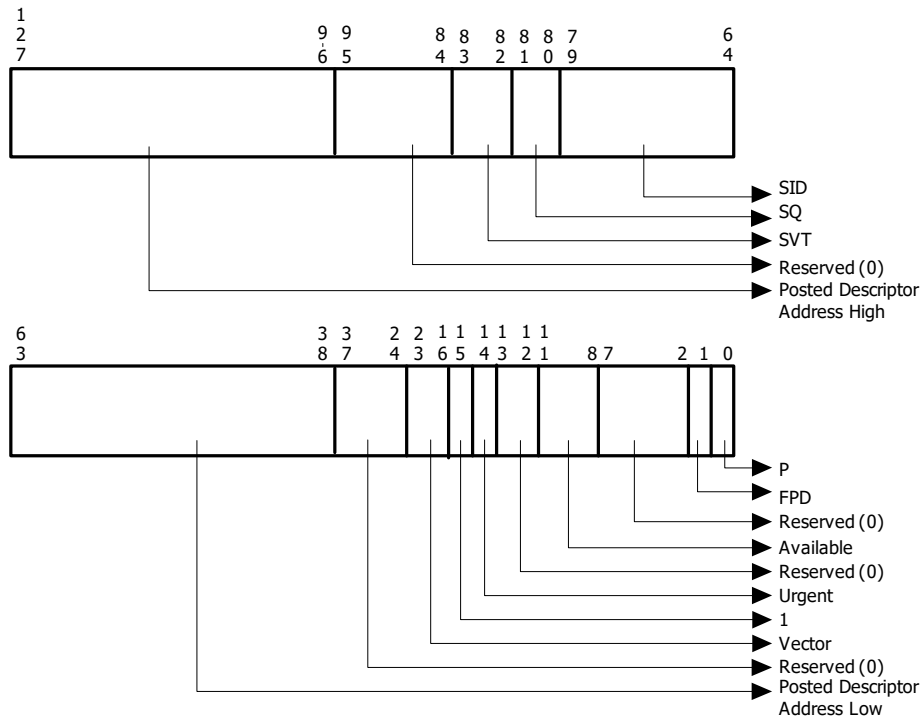 1 2 7 9 6 9 5 8 4 8 3 8 2 8 1 8 0 7 9 6 4
SID
SQ
SVT
Reserved (0)
Posted Descriptor
Address High
6 3 3 8 3 7 2 4 2 3 1 6 1 5 1 4 1 3 1 2 1 1 8 7 2 1 0
P
FPD
Reserved (0)
Available
Reserved (0)
Urgent
1
Vector
Reserved (0)
Posted Descriptor
Address Low